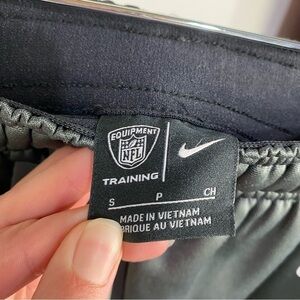 EQUIPMENT
NFL
TRAINING
S P CH
MADE IN VIETNAM
RIQUE AU VIETNAM